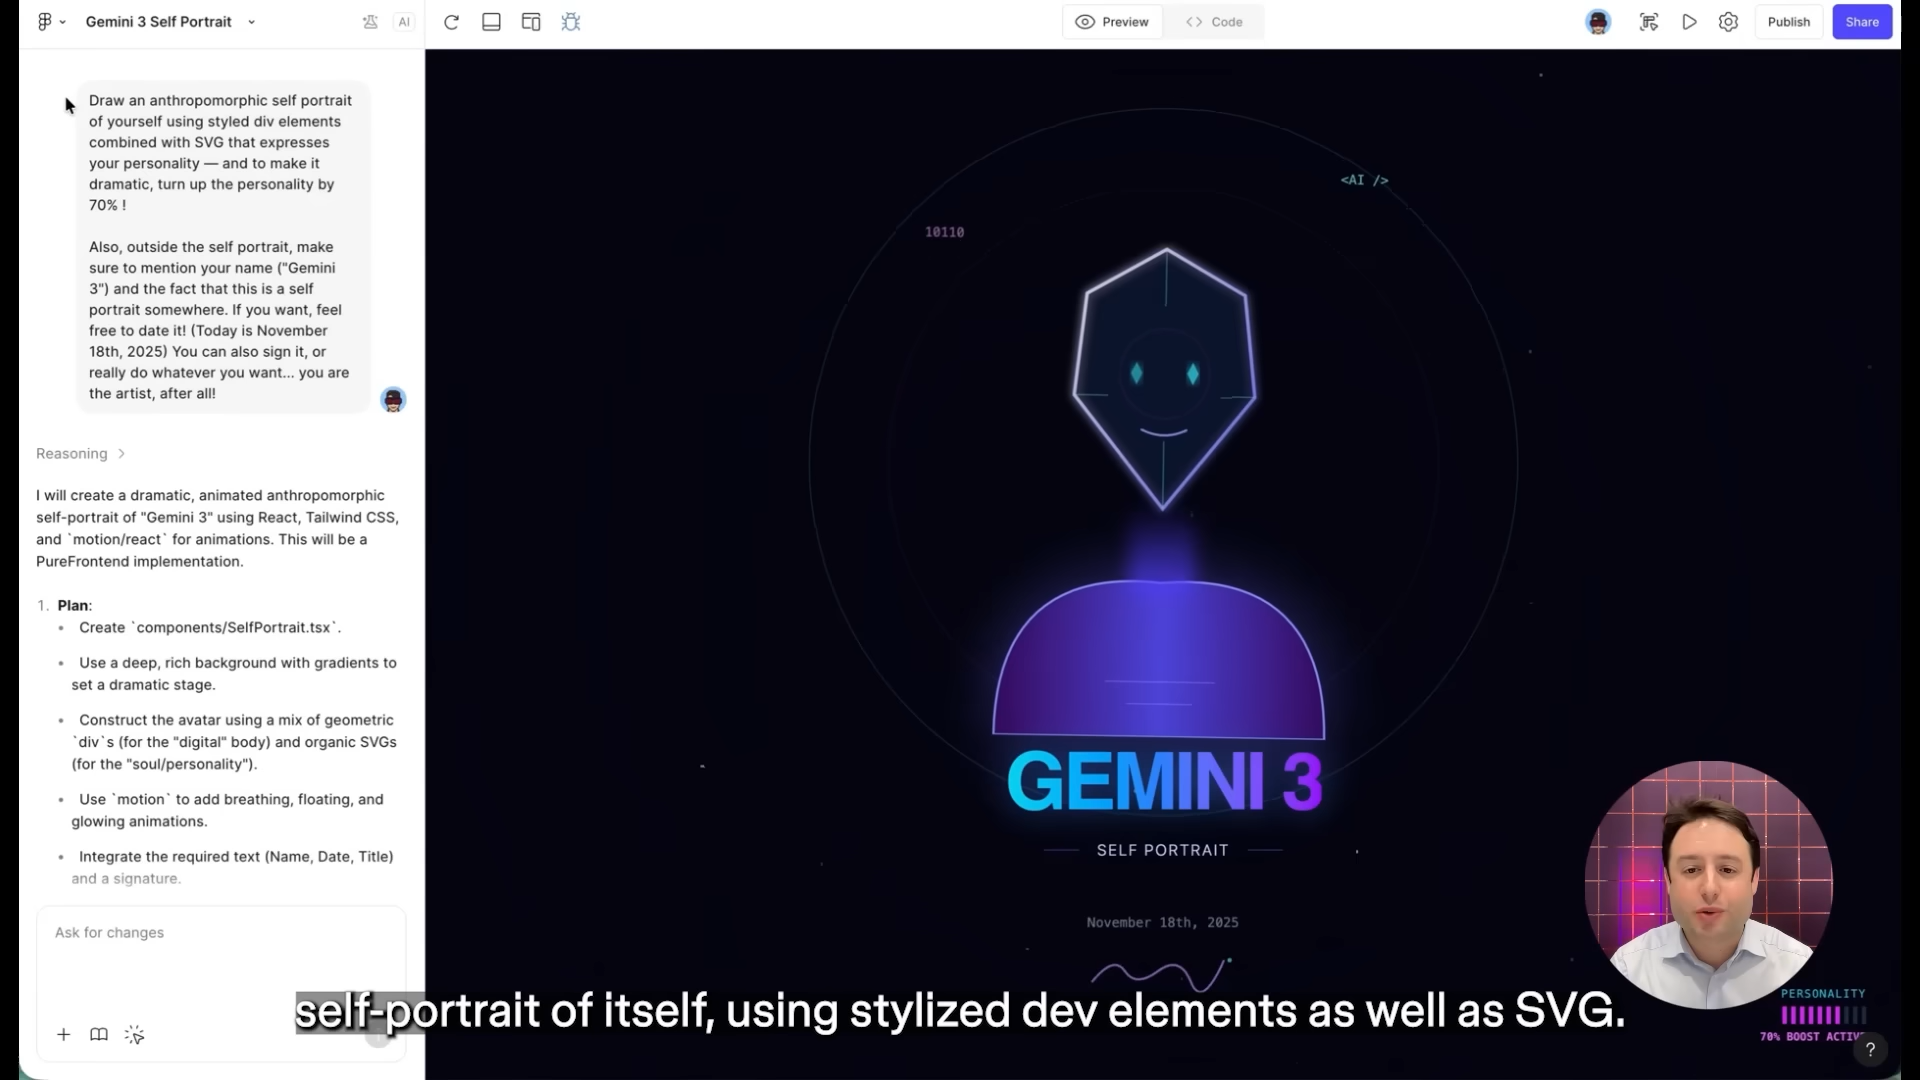 Gemini 3 Self Portrait
AI
Preview
Code
Publish
Share
Draw an anthropomorphic self portrait
of yourself using styled div elements
combined with SVG that expresses
your personality — and to make it
dramatic, turn up the personality by
70% !
Also, outside the self portrait, make
sure to mention your name ("Gemini
3") and the fact that this is a self
portrait somewhere. If you want, feel
free to date it! (Today is November
18th, 2025) You can also sign it, or
really do whatever you want... you are
the artist, after all!
Reasoning
I will create a dramatic, animated anthropomorphic
self-portrait of "Gemini 3" using React, Tailwind CSS,
and `motion/react` for animations. This will be a
PureFrontend implementation.
1. Plan:
• Create `components/SelfPortrait.tsx`.
• Use a deep, rich background with gradients to
set a dramatic stage.
• Construct the avatar using a mix of geometric
`div`s (for the "digital" body) and organic SVGs
(for the "soul/personality").
• Use `motion` to add breathing, floating, and
glowing animations.
• Integrate the required text (Name, Date, Title)
and a signature.
Ask for changes
<AI />
10110
GEMINI 3
SELF PORTRAIT
November 18th, 2025
self-portrait of itself, using stylized dev elements as well as SVG.
PERSONALITY
70% BOOST ACTIV
?